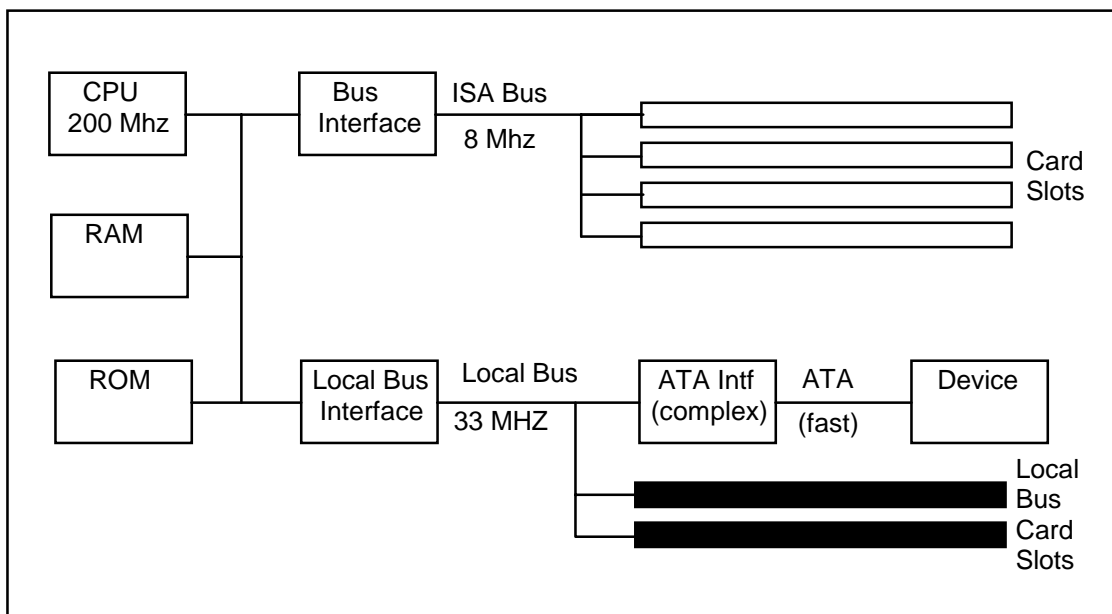 CPU
200 Mhz
Bus
Interface
ISA Bus
8 Mhz
Card
Slots
RAM
ROM
Local Bus
Interface
Local Bus
33 MHZ
ATA Intf
(complex)
ATA
(fast)
Device
Local
Bus
Card
Slots